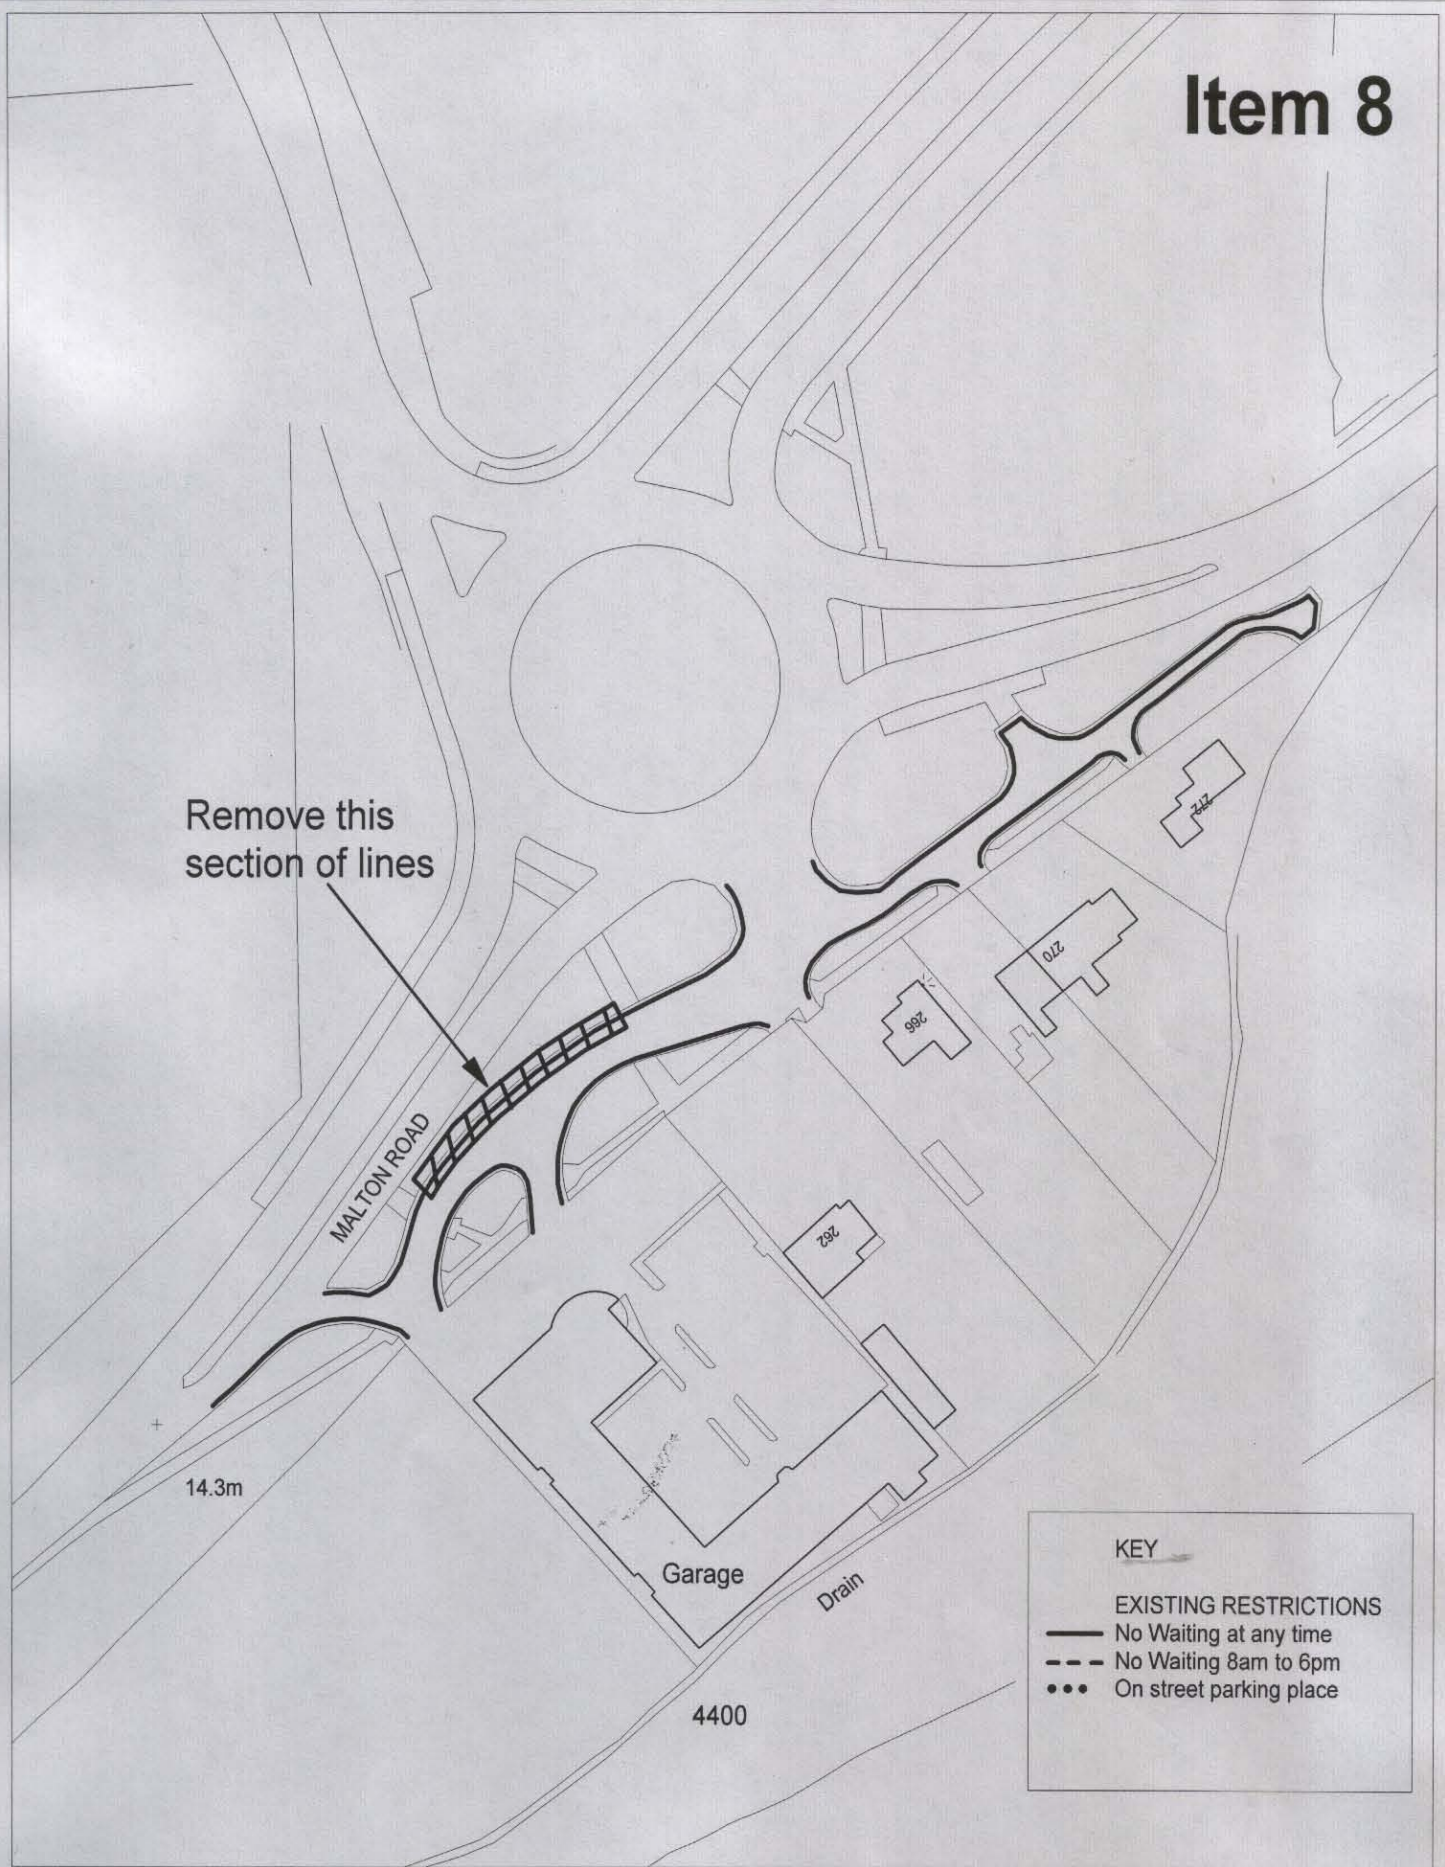 Item 8
Remove this
section of lines
MALTON ROAD
272
270
266
262
14.3m
Garage
Drain
4400
KEY
EXISTING RESTRICTIONS
No Waiting at any time
No Waiting 8am to 6pm
On street parking place